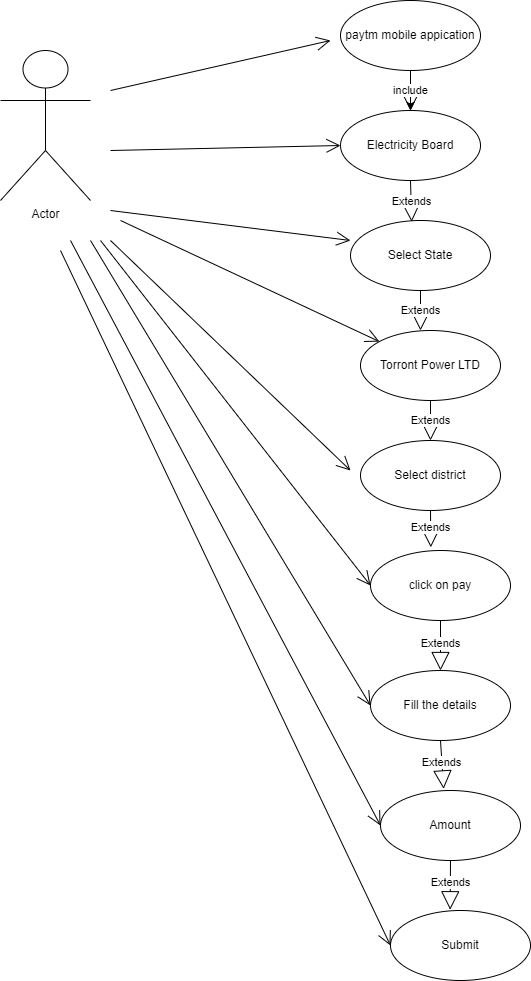 paytm mobile appication
include
Electricity Board
Extends
Actor
Select State
Extends
Torront Power LTD
Extends
Select district
Extends
click on pay
Extends
Fill the details
Extends
Amount
Extends
Submit